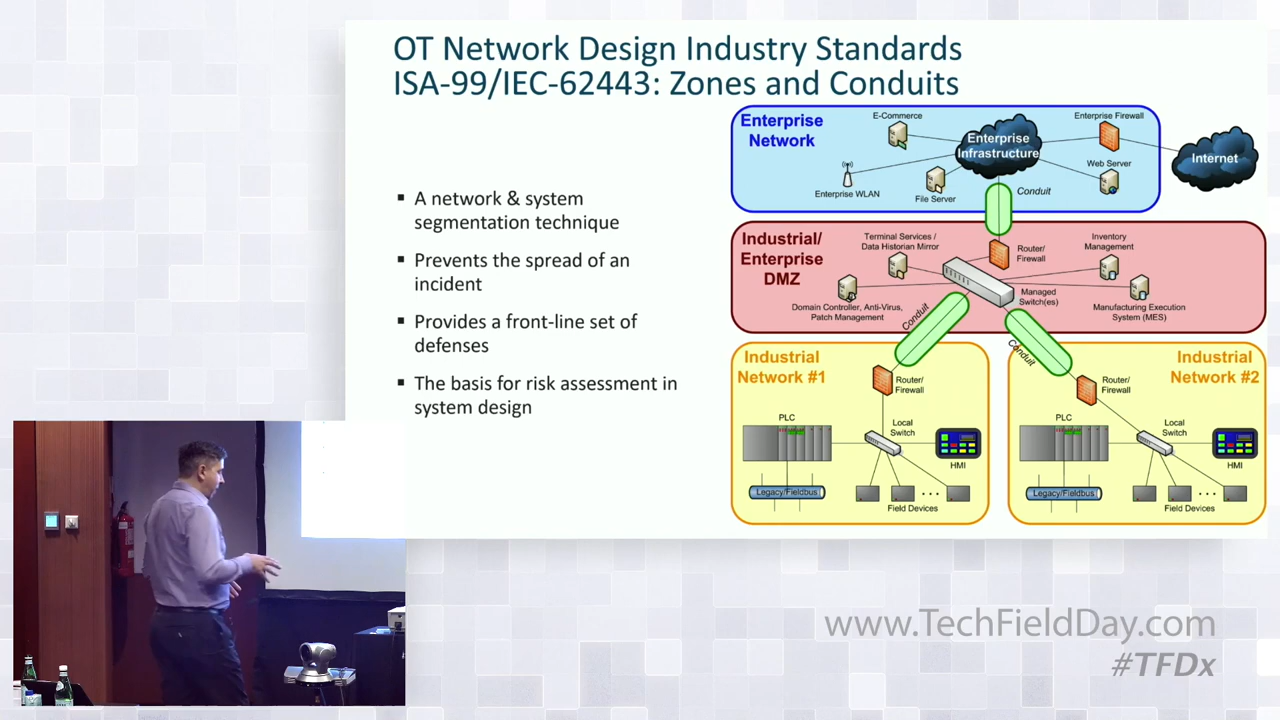 OT Network Design Industry Standards
ISA-99/IEC-62443: Zones and Conduits
▪ A network & system
segmentation technique
▪ Prevents the spread of an
incident
▪ Provides a front-line set of
defenses
▪ The basis for risk assessment in
system design
Enterprise
Network
E-Commerce
Enterprise
Infrastructure
Enterprise Firewall
Internet
Enterprise WLAN
File Server
Web Server
Conduit
Industrial/
Enterprise
DMZ
Terminal Services /
Data Historian Mirror
Router/
Firewall
Inventory
Management
Domain Controller, Anti-Virus,
Patch Management
Managed
Switch(es)
Manufacturing Execution
System (MES)
Conduit
Conduit
Industrial
Network #1
Router/
Firewall
PLC
Local
Switch
HMI
Legacy/Fieldbus
Field Devices
Industrial
Network #2
Router/
Firewall
PLC
Local
Switch
HMI
Legacy/Fieldbus
Field Devices
www.TechFieldDay.com
#TFDx